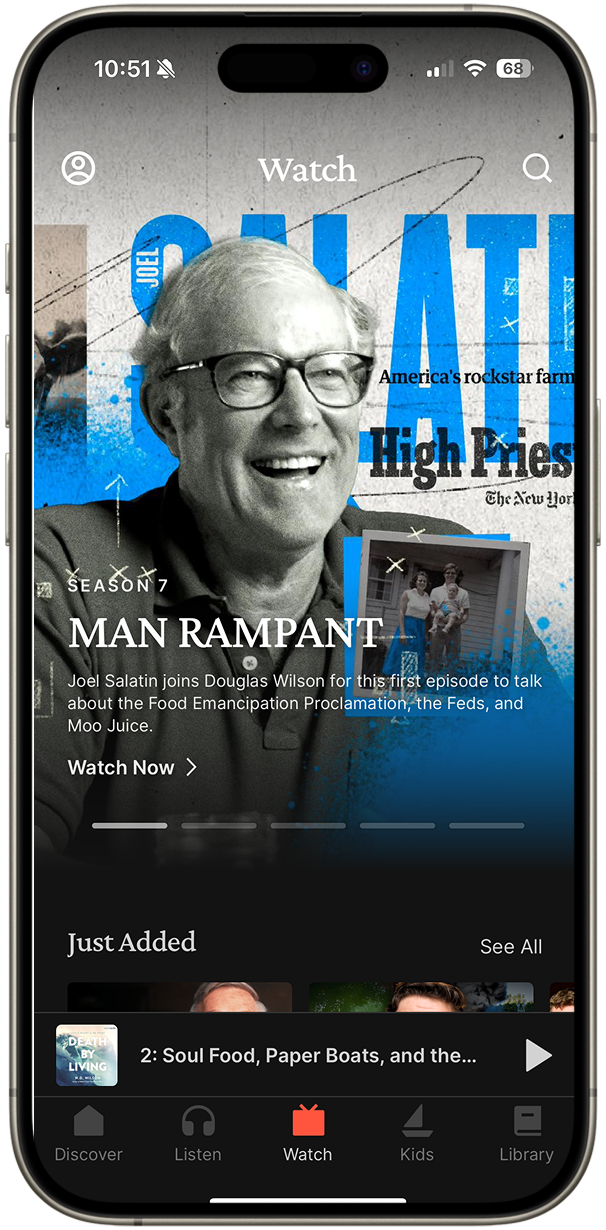 10:51
68
Watch
JOEL
SALATI
America's rockstar farm
High Pries
The New Yor
SEASON 7
MAN RAMPANT
Joel Salatin joins Douglas Wilson for this first episode to talk
about the Food Emancipation Proclamation, the Feds, and
Moo Juice.
Watch Now
Just Added
See All
DEATH
BY
LIVING
N.D. WILSON
2: Soul Food, Paper Boats, and the...
Discover
Listen
Watch
Kids
Library